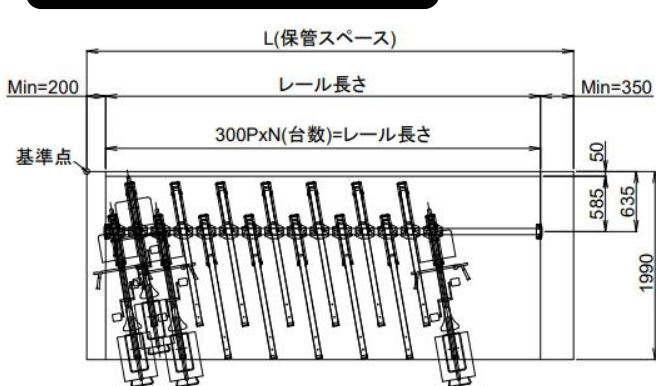 L(保管スペース)
Min=200
レール長さ
Min=350
300PxN(台数)=レール長さ
基準点
50
585
635
1990